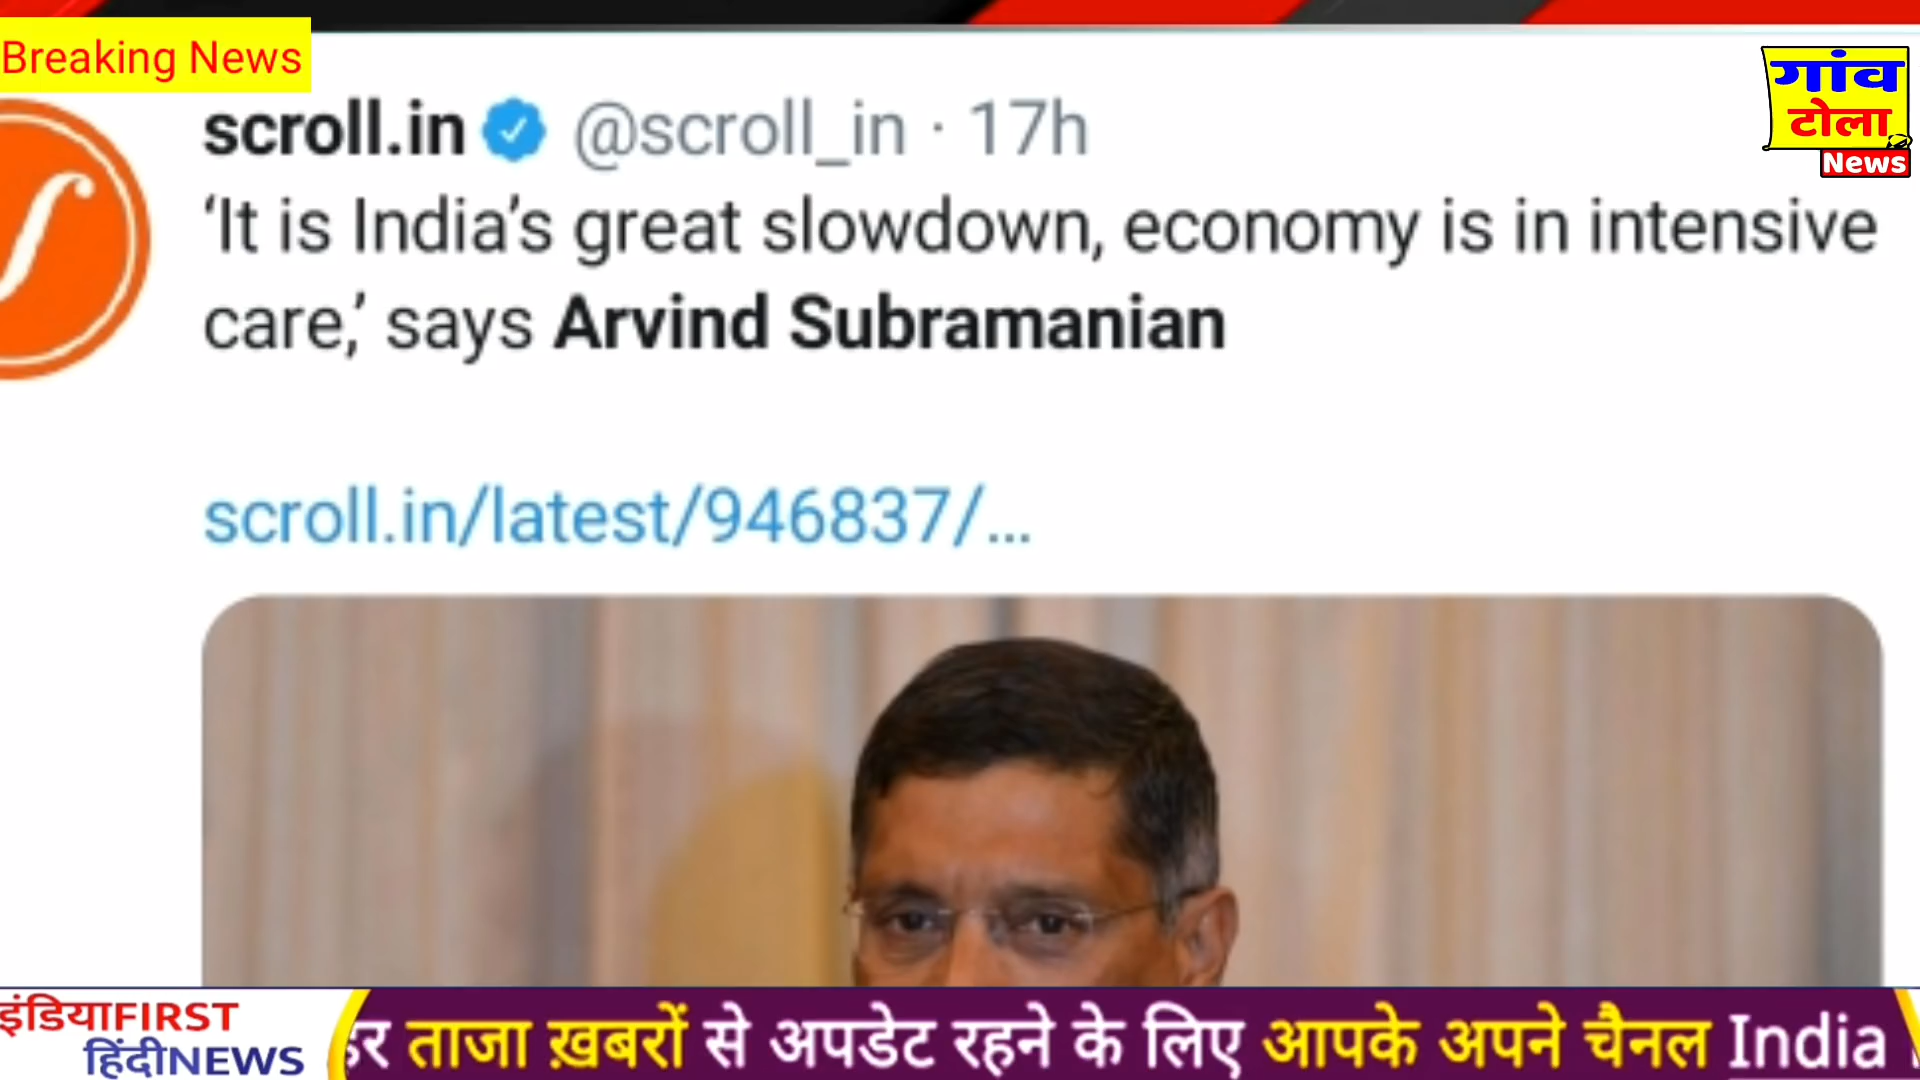 Breaking News
गांव
टोला
News
scroll.in @scroll_in · 17h
‘It is India’s great slowdown, economy is in intensive
care,’ says Arvind Subramanian
scroll.in/latest/946837/...
इंडियाFIRST
हिंदीNEWS
ताजा ख़बरों से अपडेट रहने के लिए आपके अपने चैनल India